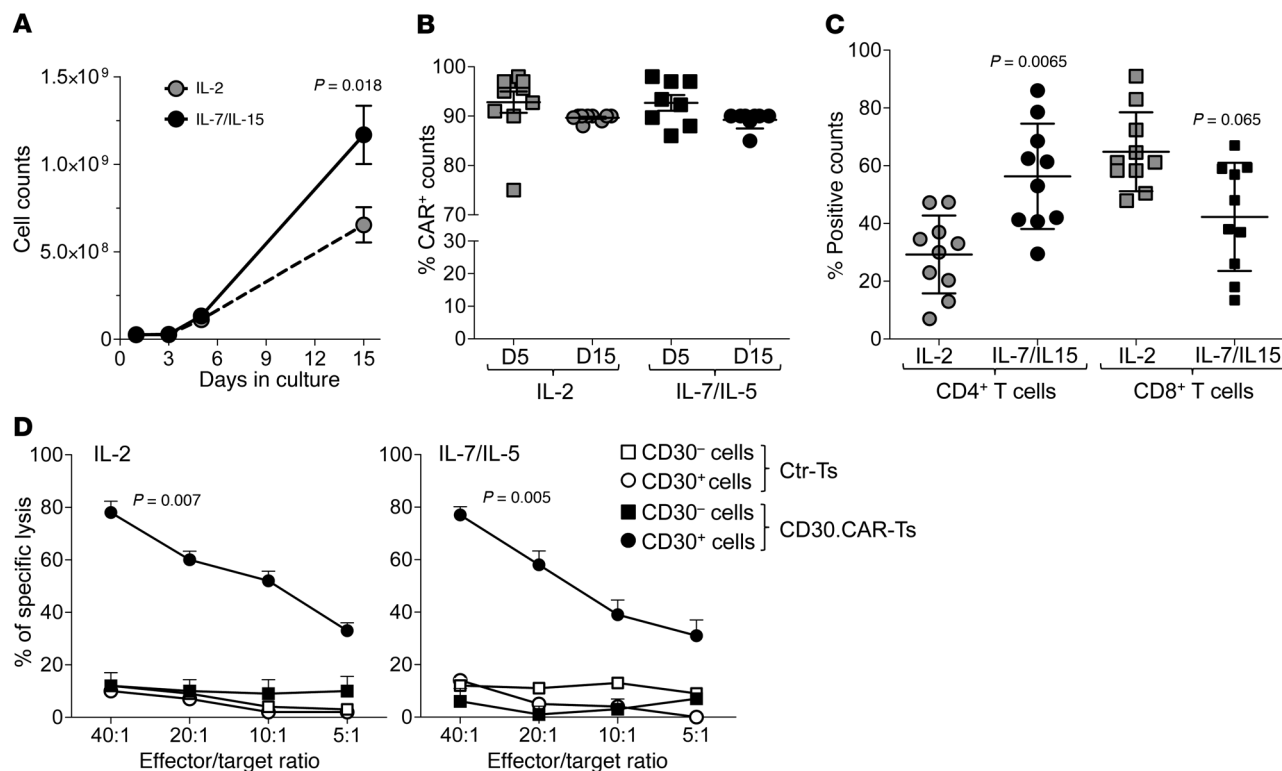 A
Cell counts
1.5×10⁹
1.0×10⁹
5.0×10⁸
0
0 3 6 9 12 15
Days in culture
IL-2
IL-7/IL-15
P = 0.018
B
% CAR⁺ counts
100
90
80
70
30
20
10
0
D5 D15 D5 D15
IL-2 IL-7/IL-5
C
% Positive counts
100
80
60
40
20
0
P = 0.0065
P = 0.065
IL-2 IL-7/IL15 IL-2 IL-7/IL15
CD4⁺ T cells CD8⁺ T cells
D
% of specific lysis
IL-2
100
80
60
40
20
0
P = 0.007
40:1 20:1 10:1 5:1
Effector/target ratio
IL-7/IL-5
100
80
60
40
20
0
P = 0.005
40:1 20:1 10:1 5:1
Effector/target ratio
CD30⁻ cells
CD30⁺ cells
Ctr-Ts
CD30⁻ cells
CD30⁺ cells
CD30.CAR-Ts